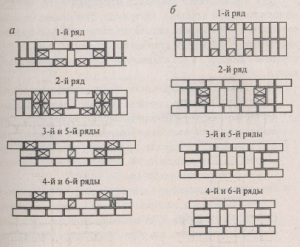 а
1-й ряд
2-й ряд
3-й и 5-й ряды
4-й и 6-й ряды
б
1-й ряд
2-й ряд
3-й и 5-й ряды
4-й и 6-й ряды